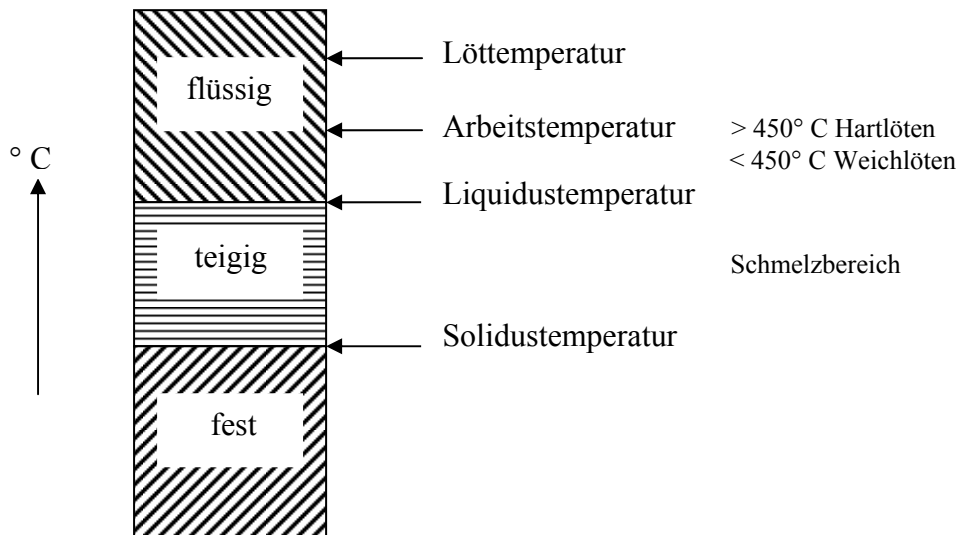 Löttemperatur
flüssig
Arbeitstemperatur > 450° C Hartlöten
° C < 450° C Weichlöten
Liquidustemperatur
teigig Schmelzbereich
Solidustemperatur
fest